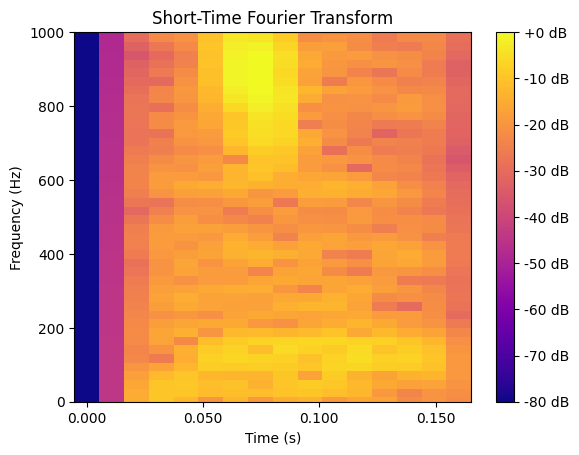 Short-Time Fourier Transform
1000
800
600
400
200
0
Frequency (Hz)
0.000
0.050
0.100
0.150
Time (s)
+0 dB
-10 dB
-20 dB
-30 dB
-40 dB
-50 dB
-60 dB
-70 dB
-80 dB